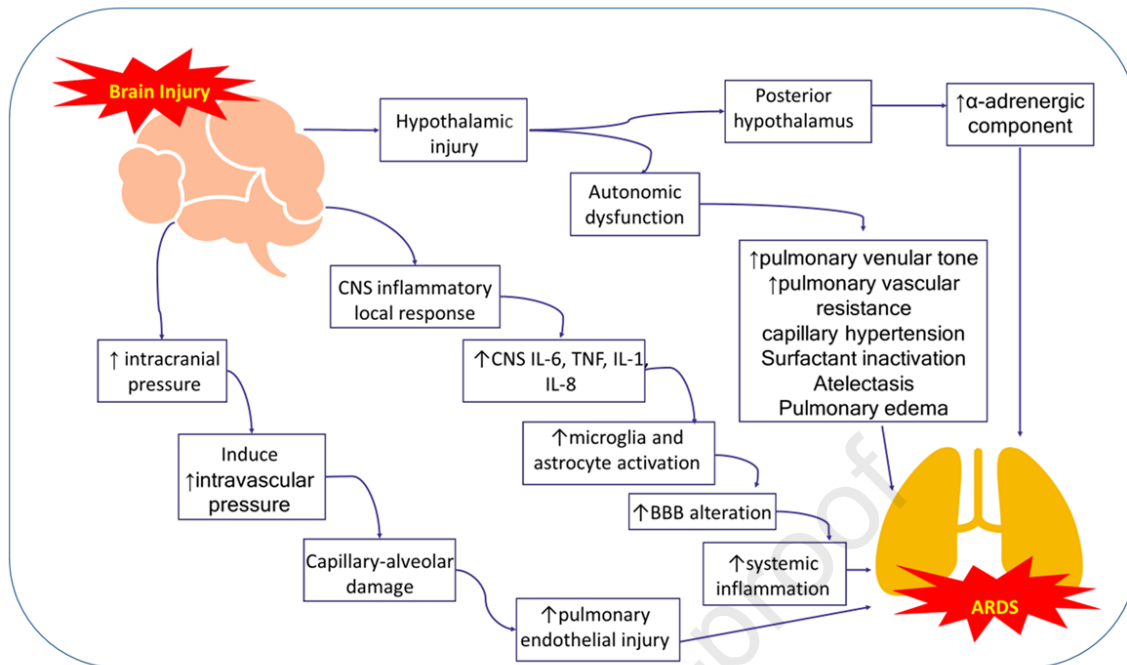 Brain Injury
Hypothalamic
injury
Posterior
hypothalamus
↑α-adrenergic
component
Autonomic
dysfunction
↑pulmonary venular tone
↑pulmonary vascular
resistance
capillary hypertension
Surfactant inactivation
Atelectasis
Pulmonary edema
CNS inflammatory
local response
↑CNS IL-6, TNF, IL-1,
IL-8
↑microglia and
astrocyte activation
↑BBB alteration
↑systemic
inflammation
↑ intracranial
pressure
Induce
↑intravascular
pressure
Capillary-alveolar
damage
↑pulmonary
endothelial injury
ARDS
proof